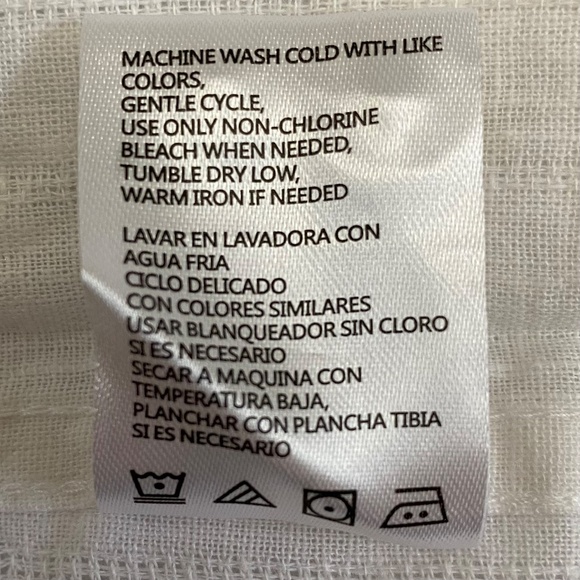 MACHINE WASH COLD WITH LIKE
COLORS,
GENTLE CYCLE,
USE ONLY NON-CHLORINE
BLEACH WHEN NEEDED,
TUMBLE DRY LOW,
WARM IRON IF NEEDED
LAVAR EN LAVADORA CON
AGUA FRIA
CICLO DELICADO
CON COLORES SIMILARES
USAR BLANQUEADOR SIN CLORO
SI ES NECESARIO
SECAR A MAQUINA CON
TEMPERATURA BAJA,
PLANCHAR CON PLANCHA TIBIA
SI ES NECESARIO